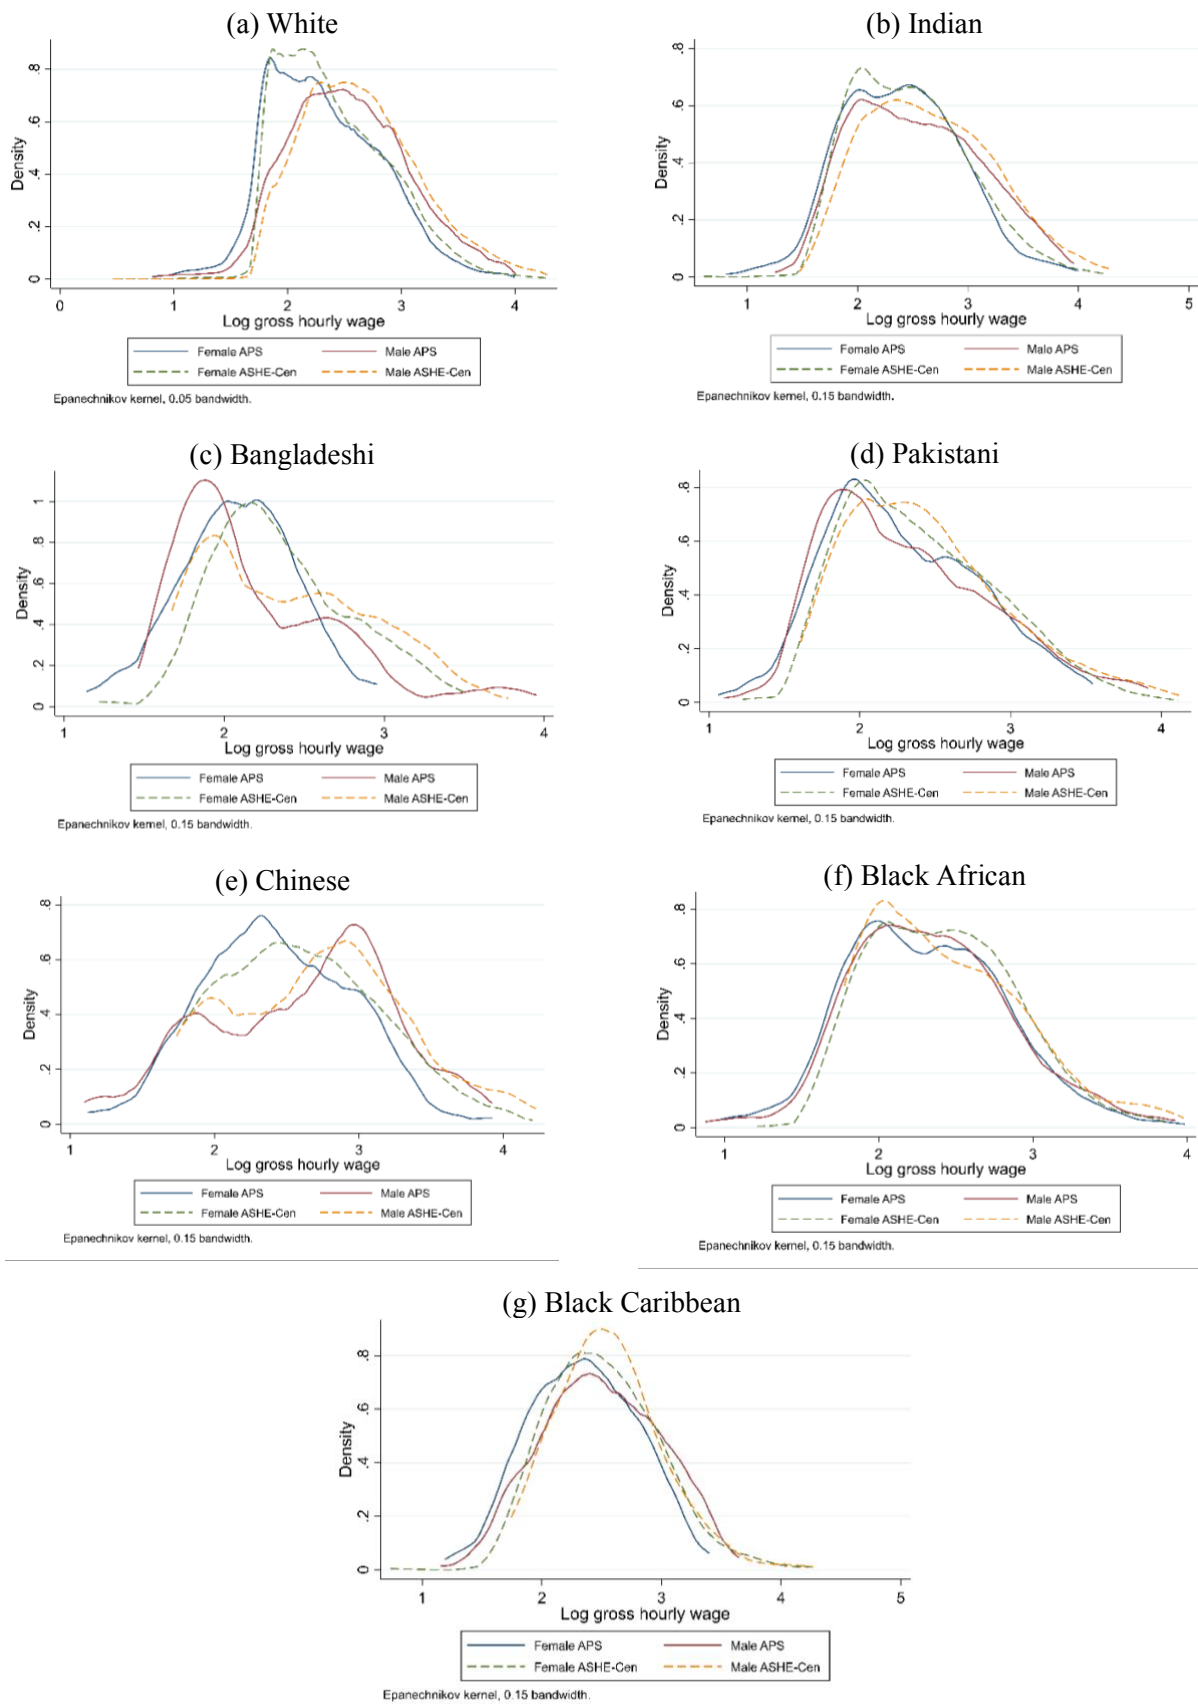 (a) White
Density
0 .2 .4 .6 .8
0 1 2 3 4
Log gross hourly wage
Female APS Male APS
Female ASHE-Cen Male ASHE-Cen
Epanechnikov kernel, 0.05 bandwidth.
(b) Indian
Density
0 .2 .4 .6 .8
1 2 3 4 5
Log gross hourly wage
Female APS Male APS
Female ASHE-Cen Male ASHE-Cen
Epanechnikov kernel, 0.15 bandwidth.
(c) Bangladeshi
Density
0 .2 .4 .6 .8 1
1 2 3 4
Log gross hourly wage
Female APS Male APS
Female ASHE-Cen Male ASHE-Cen
Epanechnikov kernel, 0.15 bandwidth.
(d) Pakistani
Density
0 .2 .4 .6 .8
1 2 3 4
Log gross hourly wage
Female APS Male APS
Female ASHE-Cen Male ASHE-Cen
Epanechnikov kernel, 0.15 bandwidth.
(e) Chinese
Density
0 .2 .4 .6 .8
1 2 3 4
Log gross hourly wage
Female APS Male APS
Female ASHE-Cen Male ASHE-Cen
Epanechnikov kernel, 0.15 bandwidth.
(f) Black African
Density
0 .2 .4 .6 .8
1 2 3 4
Log gross hourly wage
Female APS Male APS
Female ASHE-Cen Male ASHE-Cen
Epanechnikov kernel, 0.15 bandwidth.
(g) Black Caribbean
Density
0 .2 .4 .6 .8
1 2 3 4 5
Log gross hourly wage
Female APS Male APS
Female ASHE-Cen Male ASHE-Cen
Epanechnikov kernel, 0.15 bandwidth.